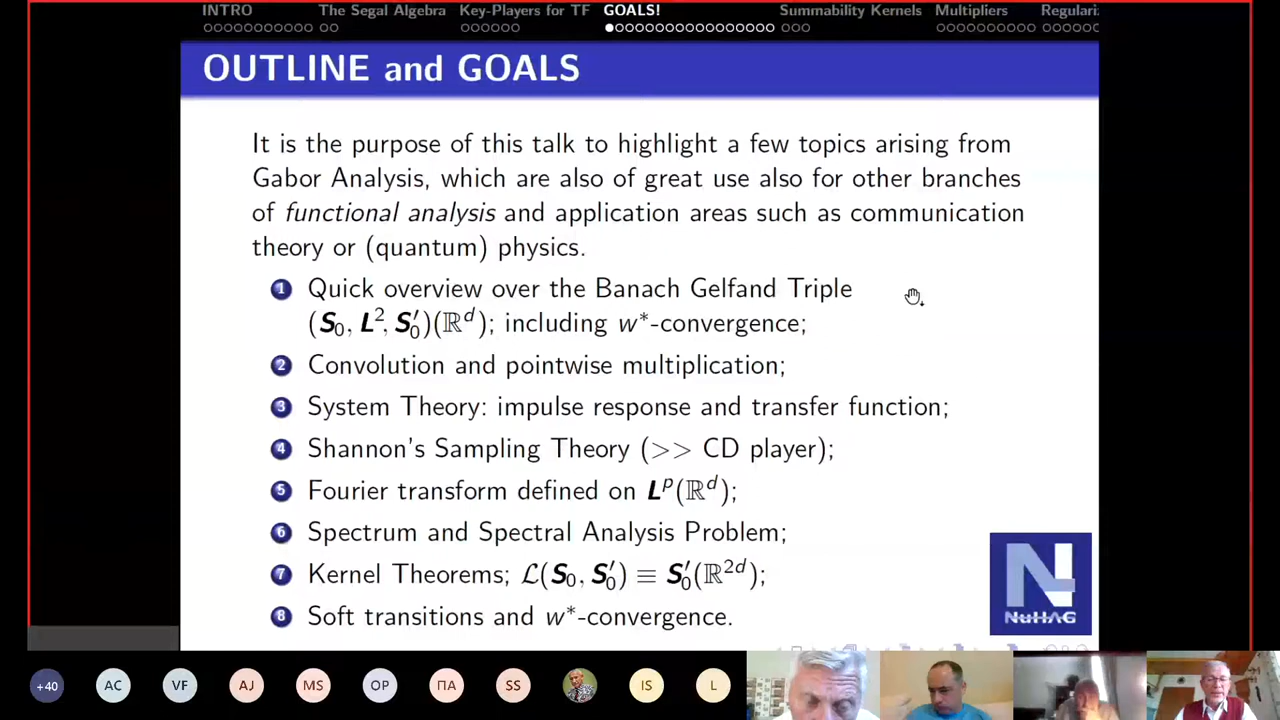 INTRO The Segal Algebra Key-Players for TF GOALS! Summability Kernels Multipliers Regulari
OUTLINE and GOALS
It is the purpose of this talk to highlight a few topics arising from
Gabor Analysis, which are also of great use also for other branches
of functional analysis and application areas such as communication
theory or (quantum) physics.
1 Quick overview over the Banach Gelfand Triple
(S₀, L², S₀′)(ℝᵈ); including w*-convergence;
2 Convolution and pointwise multiplication;
3 System Theory: impulse response and transfer function;
4 Shannon's Sampling Theory (>> CD player);
5 Fourier transform defined on Lᵖ(ℝᵈ);
6 Spectrum and Spectral Analysis Problem;
7 Kernel Theorems; ℒ(S₀, S₀′) ≡ S₀′(ℝ²ᵈ);
8 Soft transitions and w*-convergence.
N
NuHAG
+40 AC VF AJ MS OP ПА SS IS L